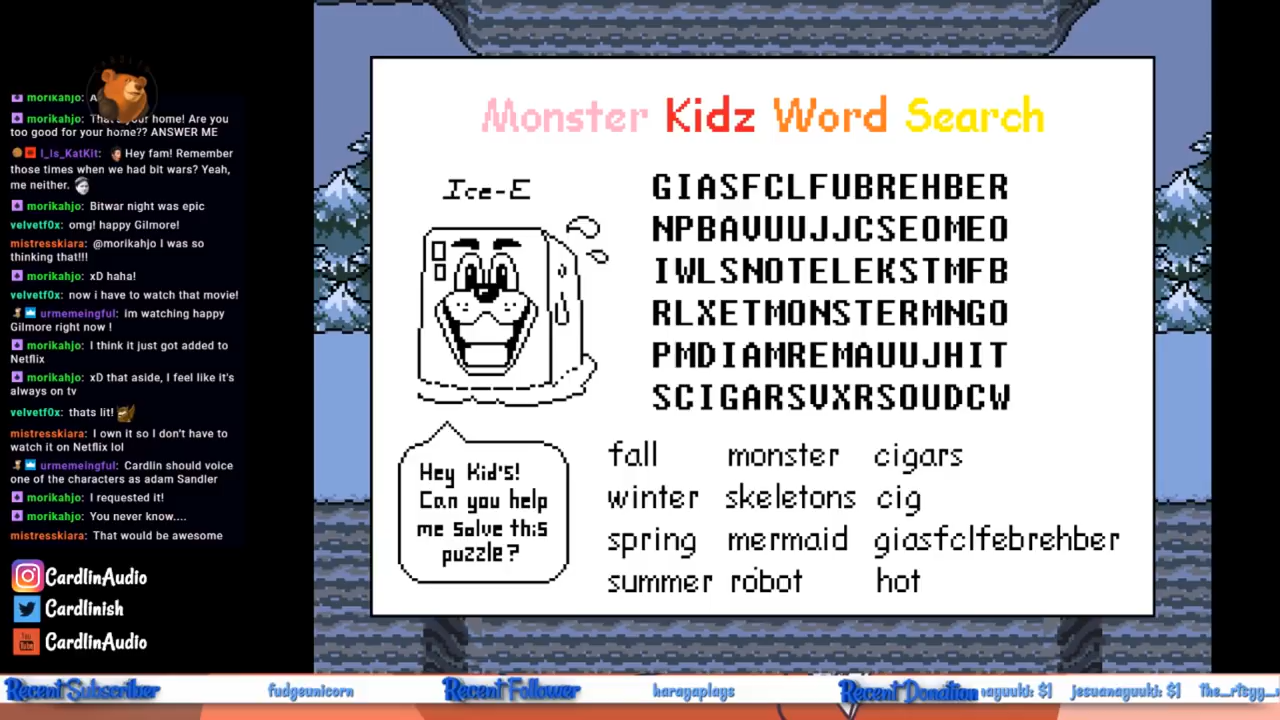 morikahjo: A
morikahjo: That's your home! Are you
too good for your home?? ANSWER ME
I_Is_KatKit: Hey fam! Remember
those times when we had bit wars? Yeah,
me neither.
morikahjo: Bitwar night was epic
velvetf0x: omg! happy Gilmore!
mistresskiara: @morikahjo I was so
thinking that!!!
morikahjo: xD haha!
velvetf0x: now i have to watch that movie!
urmemeingful: im watching happy
Gilmore right now !
morikahjo: I think it just got added to
Netflix
morikahjo: xD that aside, I feel like it's
always on tv
velvetf0x: thats lit!
mistresskiara: I own it so I don't have to
watch it on Netflix lol
urmemeingful: Cardlin should voice
one of the characters as adam Sandler
morikahjo: I requested it!
morikahjo: You never know....
mistresskiara: That would be awesome
CardlinAudio
Cardlinish
You Tube CardlinAudio
Monster Kidz Word Search
Ice-E
GIASFCLFUBREHBER
NPBAVUUJJCSEOMEO
IWLSNOTELEKSTMFB
RLXETMONSTERMNGO
PMDIAMREMAUUJHIT
SCIGARSVXRSOUDCW
Hey Kid's!
Can you help
me solve this
puzzle?
fall monster cigars
winter skeletons cig
spring mermaid giasfclfebrehber
summer robot hot
Recent Subscriber fudgeunicorn Recent Follower harayaplays Recent Donation nayuuki: $1 jesuanayuuki: $1